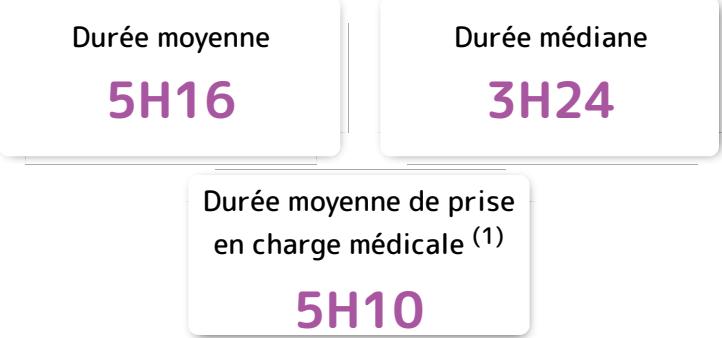 Durée moyenne
5H16
Durée médiane
3H24
Durée moyenne de prise
en charge médicale (1)
5H10